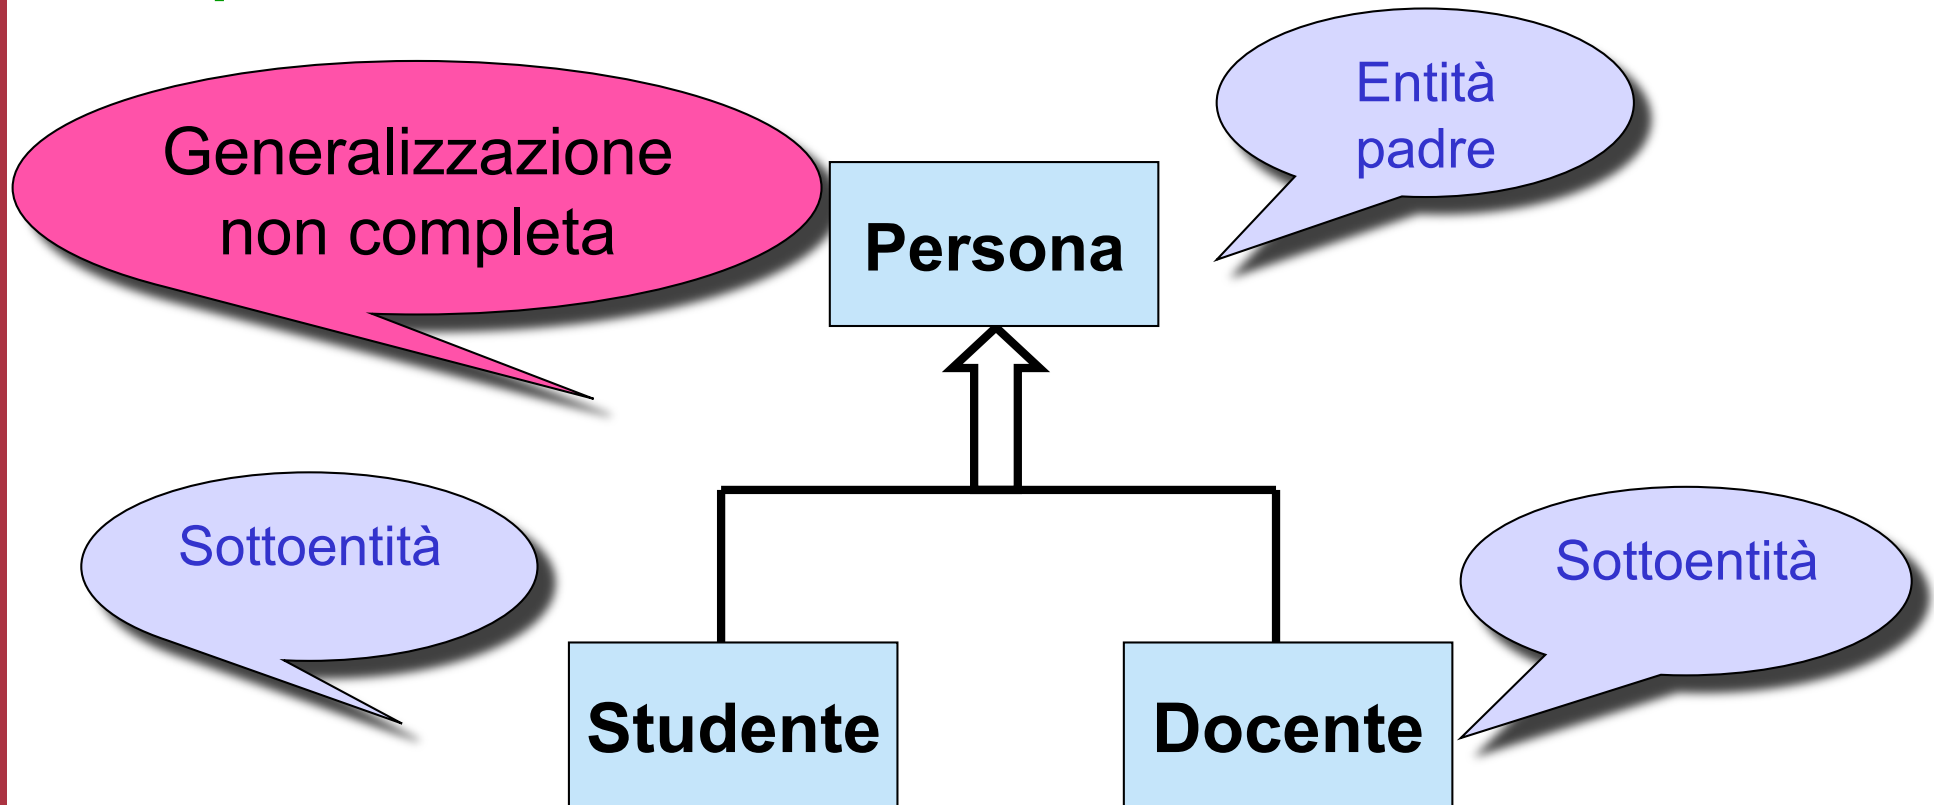 Entità
padre
Generalizzazione
non completa
Persona
Sottoentità
Sottoentità
Studente
Docente